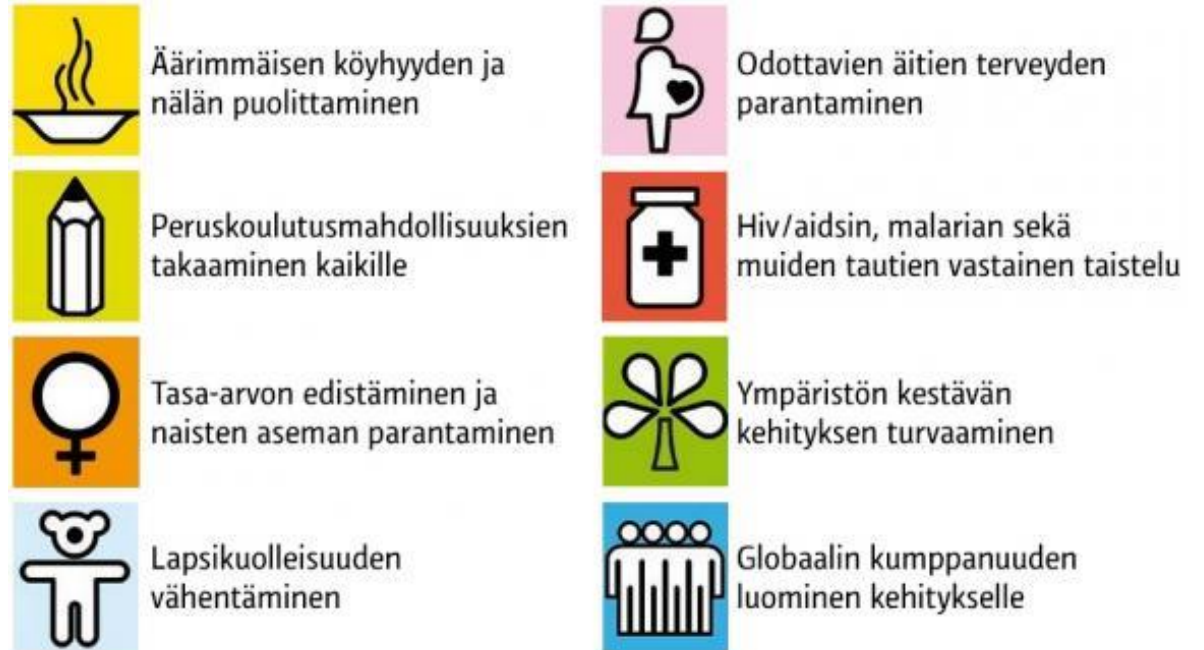 Äärimmäisen köyhyyden ja
nälän puolittaminen
Peruskoulutusmahdollisuuksien
takaaminen kaikille
Tasa-arvon edistäminen ja
naisten aseman parantaminen
Lapsikuolleisuuden
vähentäminen
Odottavien äitien terveyden
parantaminen
Hiv/aidsin, malarian sekä
muiden tautien vastainen taistelu
Ympäristön kestävän
kehityksen turvaaminen
Globaalin kumppanuuden
luominen kehitykselle